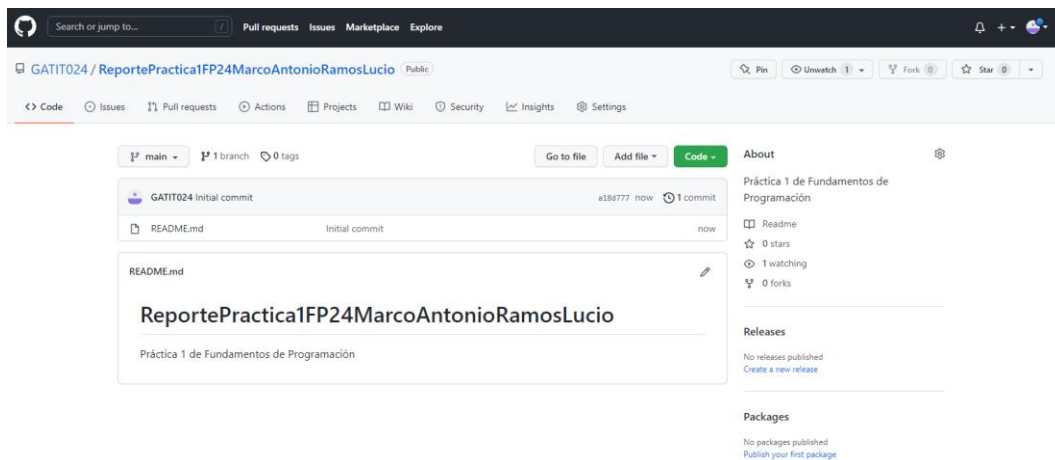 Search or jump to... / Pull requests Issues Marketplace Explore
GATIT024 / ReportePractica1FP24MarcoAntonioRamosLucio Public
Pin Unwatch 1 Fork 0 Star 0
Code Issues Pull requests Actions Projects Wiki Security Insights Settings
main 1 branch 0 tags Go to file Add file Code
GATIT024 Initial commit a18d777 now 1 commit
README.md Initial commit now
README.md
ReportePractica1FP24MarcoAntonioRamosLucio
Práctica 1 de Fundamentos de Programación
About
Práctica 1 de Fundamentos de
Programación
Readme
0 stars
1 watching
0 forks
Releases
No releases published
Create a new release
Packages
No packages published
Publish your first package